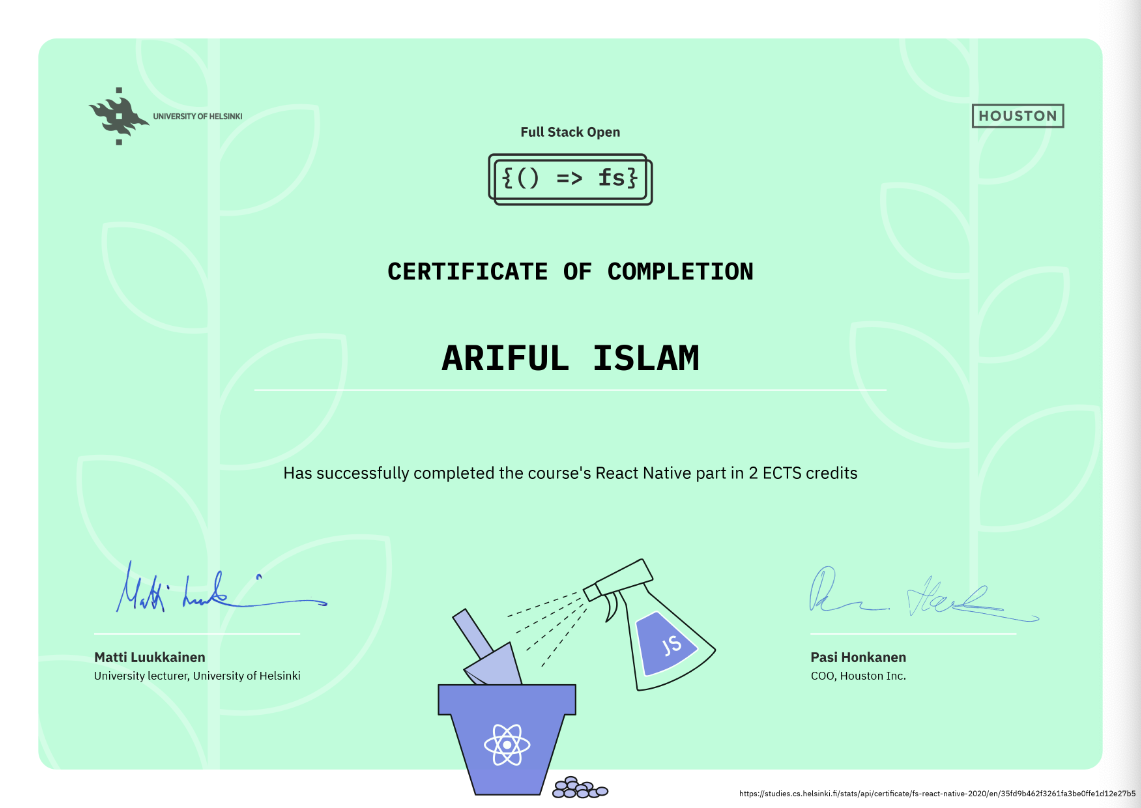 UNIVERSITY OF HELSINKI
HOUSTON
Full Stack Open
{() => fs}
CERTIFICATE OF COMPLETION
ARIFUL ISLAM
Has successfully completed the course's React Native part in 2 ECTS credits
JS
Matti Luukkainen
University lecturer, University of Helsinki
Pasi Honkanen
COO, Houston Inc.
https://studies.cs.helsinki.fi/stats/api/certificate/fs-react-native-2020/en/35fd9b462f3261fa3be0ffe1d12e27b5